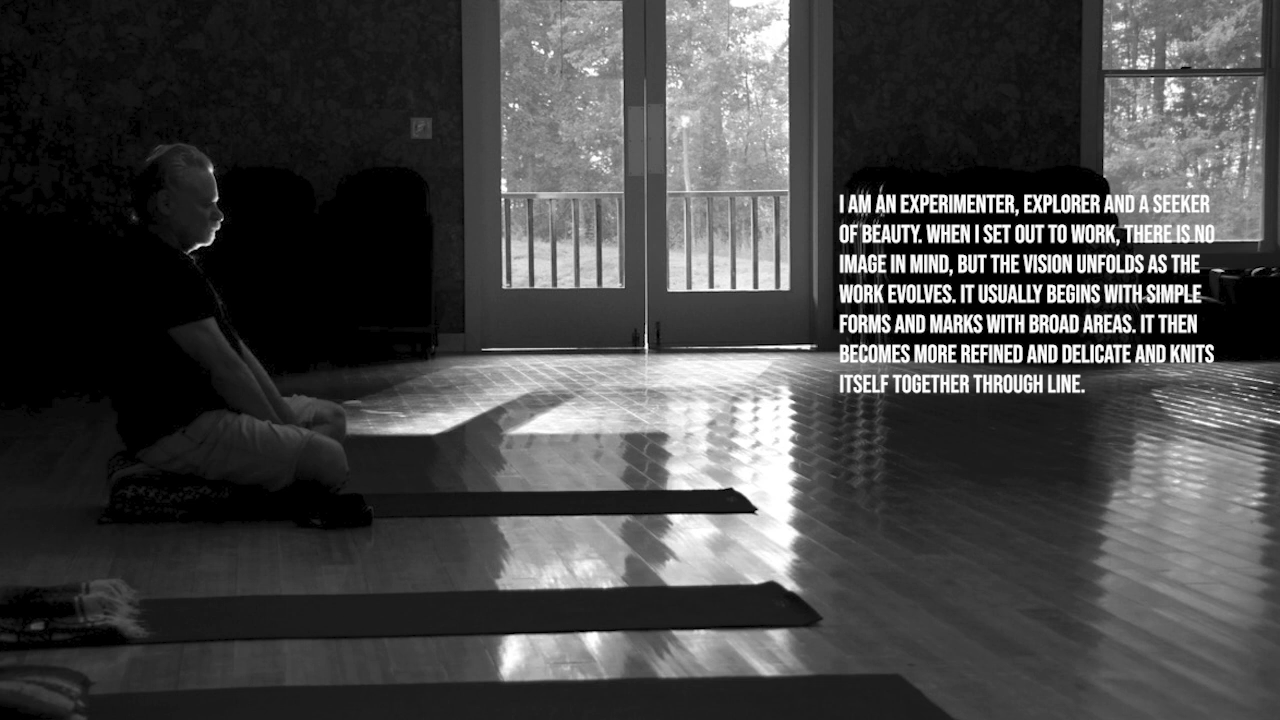 I AM AN EXPERIMENTER, EXPLORER AND A SEEKER
OF BEAUTY. WHEN I SET OUT TO WORK, THERE IS NO
IMAGE IN MIND, BUT THE VISION UNFOLDS AS THE
WORK EVOLVES. IT USUALLY BEGINS WITH SIMPLE
FORMS AND MARKS WITH BROAD AREAS. IT THEN
BECOMES MORE REFINED AND DELICATE AND KNITS
ITSELF TOGETHER THROUGH LINE.